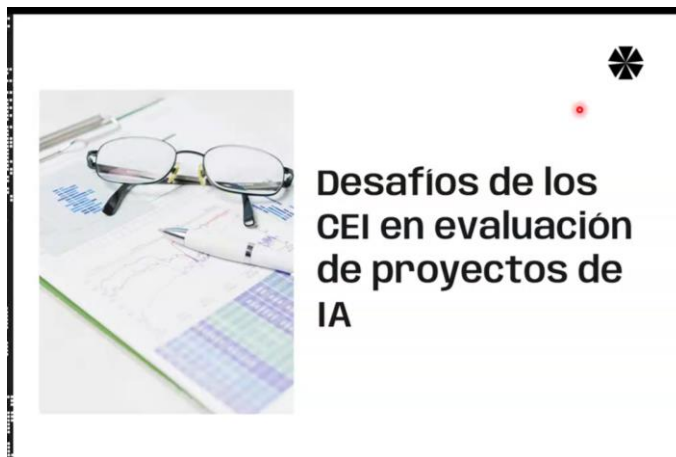 Desafíos de los
CEI en evaluación
de proyectos de
IA